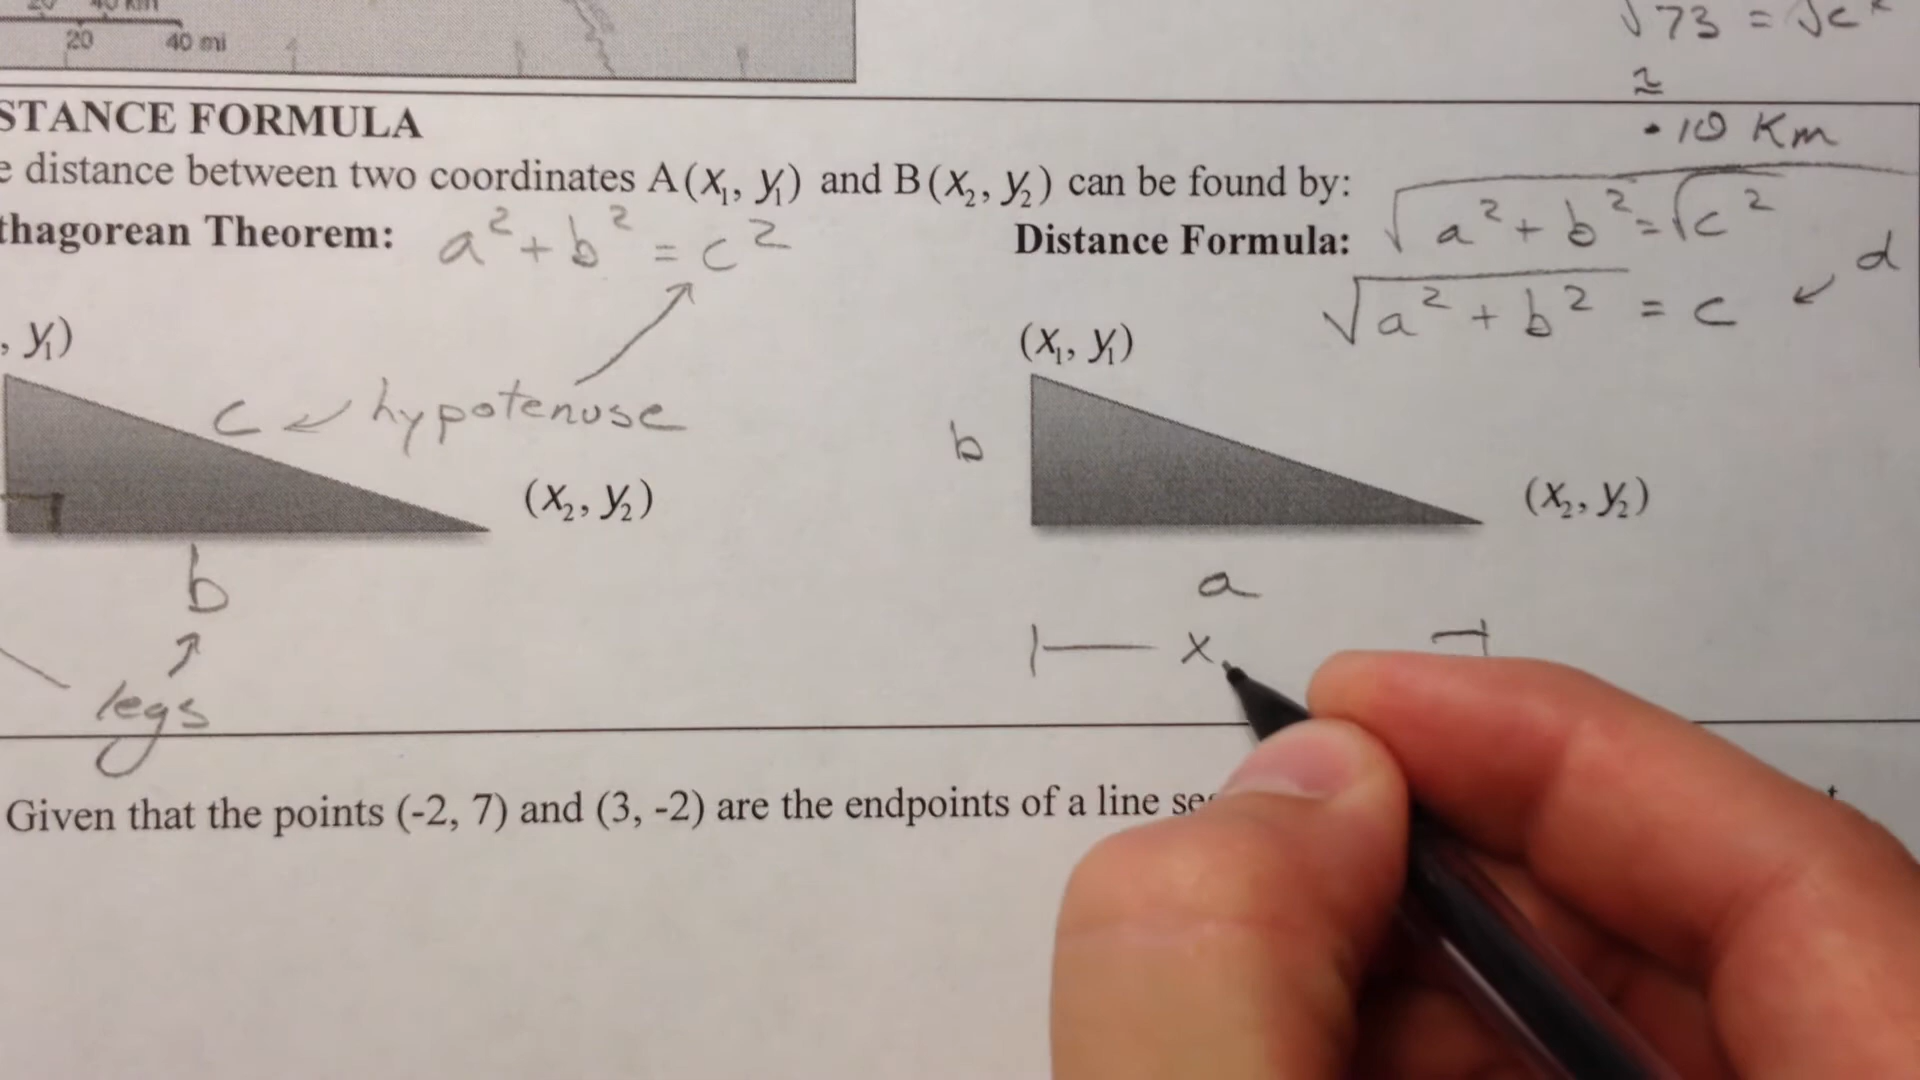 20 40 km
20 40 mi
√73 = √c²
≈
· 10 Km
STANCE FORMULA
e distance between two coordinates A(x₁, y₁) and B(x₂, y₂) can be found by:
thagorean Theorem: a² + b² = c²
Distance Formula: √a² + b² = √c²
√a² + b² = c ↙ d
, y₁)
(x₁, y₁)
c ↙ hypotenuse
b
(x₂, y₂)
(x₂, y₂)
b
a
x
legs
Given that the points (-2, 7) and (3, -2) are the endpoints of a line